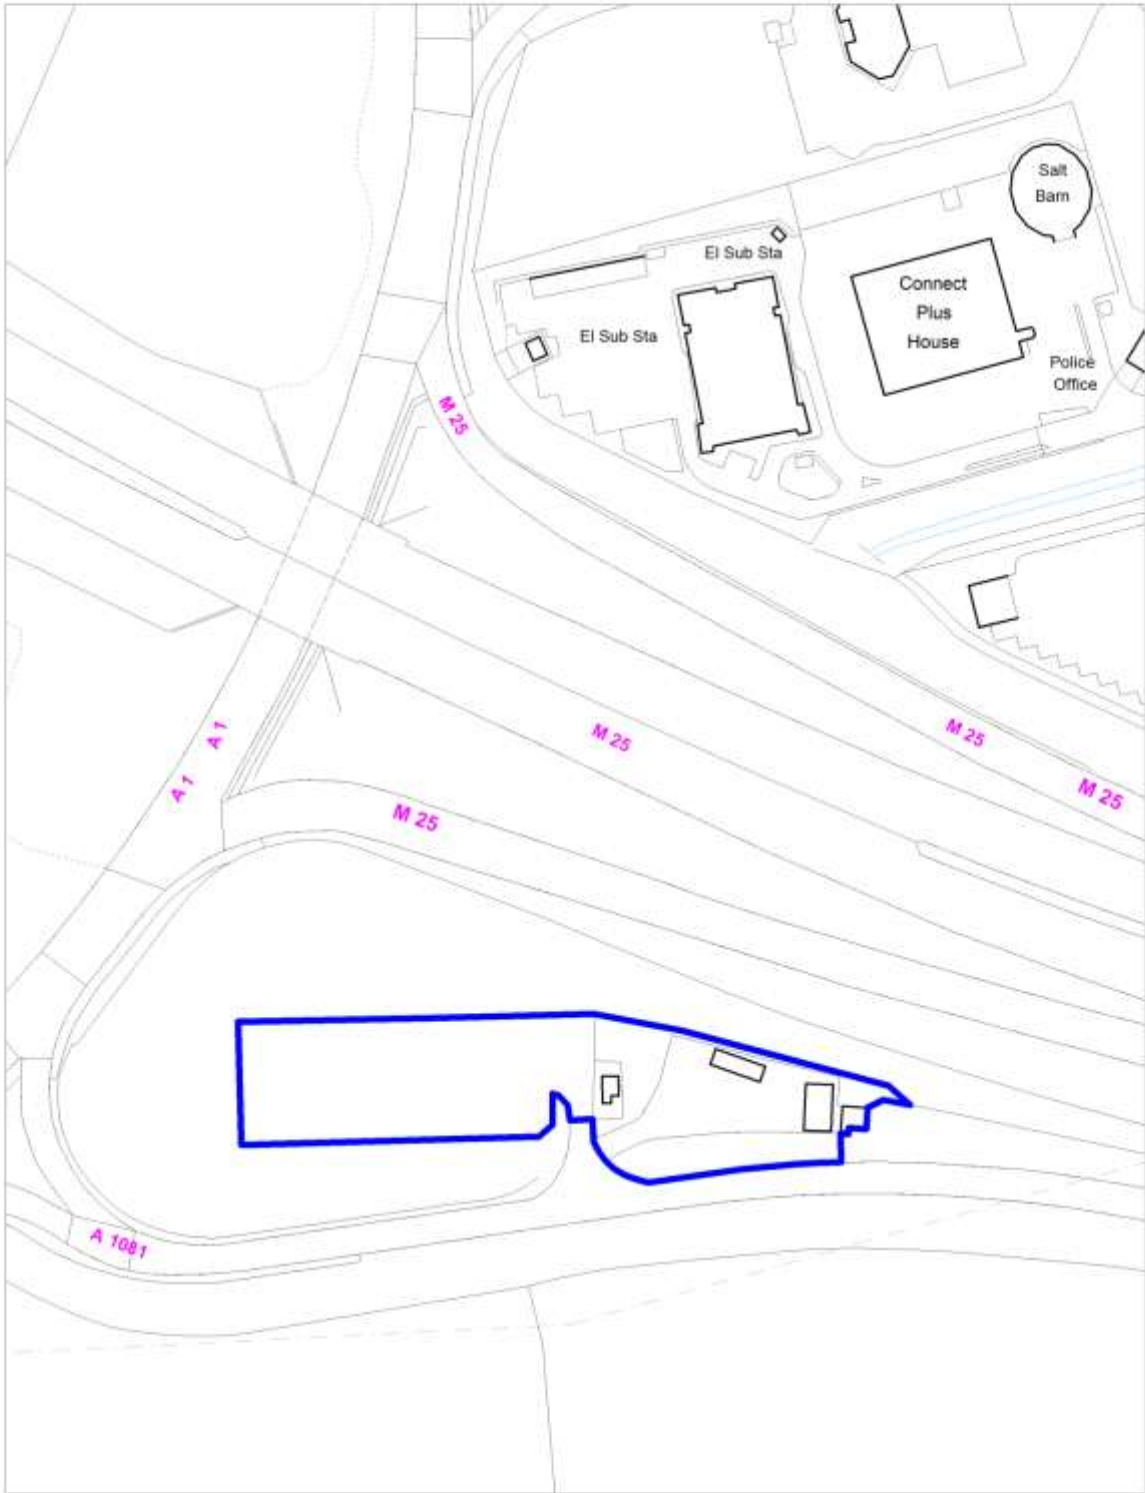 Salt
Barn
El Sub Sta
Connect
Plus
House
El Sub Sta
Police
Office
M 25
A 1
A 1
M 25
M 25
M 25
M 25
A 1081